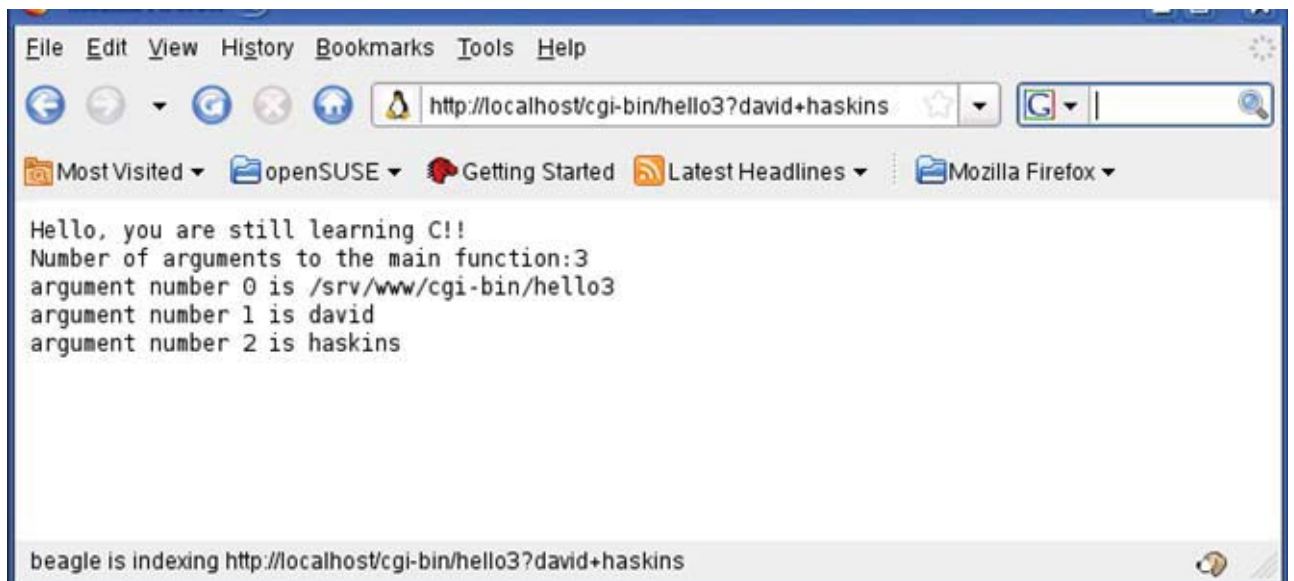 File Edit View History Bookmarks Tools Help
http://localhost/cgi-bin/hello3?david+haskins G
Most Visited openSUSE Getting Started Latest Headlines Mozilla Firefox
Hello, you are still learning C!!
Number of arguments to the main function:3
argument number 0 is /srv/www/cgi-bin/hello3
argument number 1 is david
argument number 2 is haskins
beagle is indexing http://localhost/cgi-bin/hello3?david+haskins